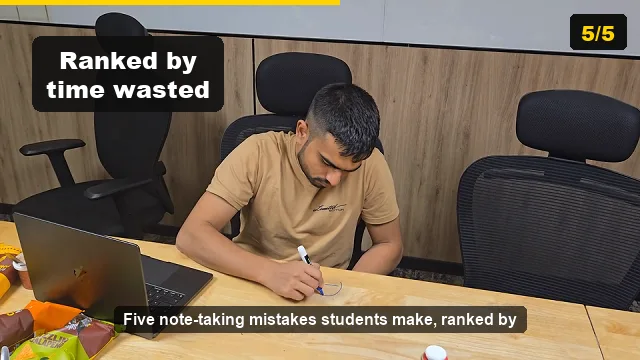 5/5
Ranked by
time wasted
Five note-taking mistakes students make, ranked by